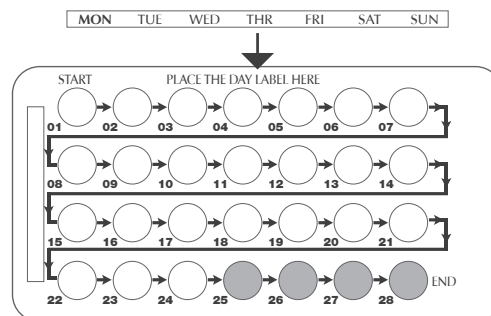 MON TUE WED THR FRI SAT SUN
START PLACE THE DAY LABEL HERE
01 02 03 04 05 06 07
08 09 10 11 12 13 14
15 16 17 18 19 20 21
END
22 23 24 25 26 27 28